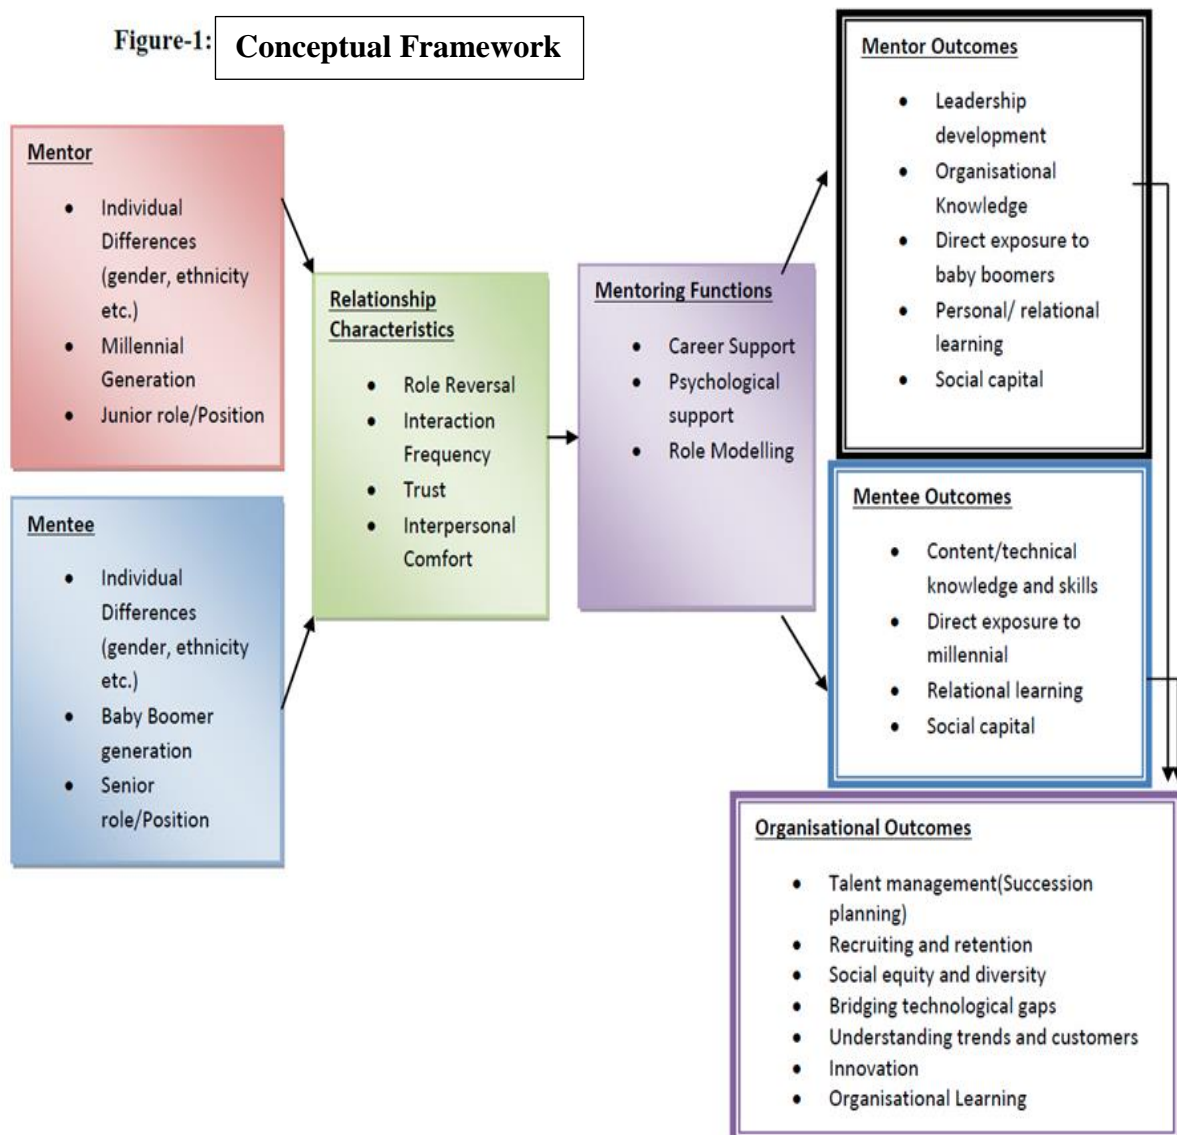 Figure-1:
Conceptual Framework
Mentor
• Individual
Differences
(gender, ethnicity
etc.)
• Millennial
Generation
• Junior role/Position
Mentee
• Individual
Differences
(gender, ethnicity
etc.)
• Baby Boomer
generation
• Senior
role/Position
Relationship
Characteristics
• Role Reversal
• Interaction
Frequency
• Trust
• Interpersonal
Comfort
Mentoring Functions
• Career Support
• Psychological
support
• Role Modelling
Mentor Outcomes
• Leadership
development
• Organisational
Knowledge
• Direct exposure to
baby boomers
• Personal/ relational
learning
• Social capital
Mentee Outcomes
• Content/technical
knowledge and skills
• Direct exposure to
millennial
• Relational learning
• Social capital
Organisational Outcomes
• Talent management(Succession
planning)
• Recruiting and retention
• Social equity and diversity
• Bridging technological gaps
• Understanding trends and customers
• Innovation
• Organisational Learning